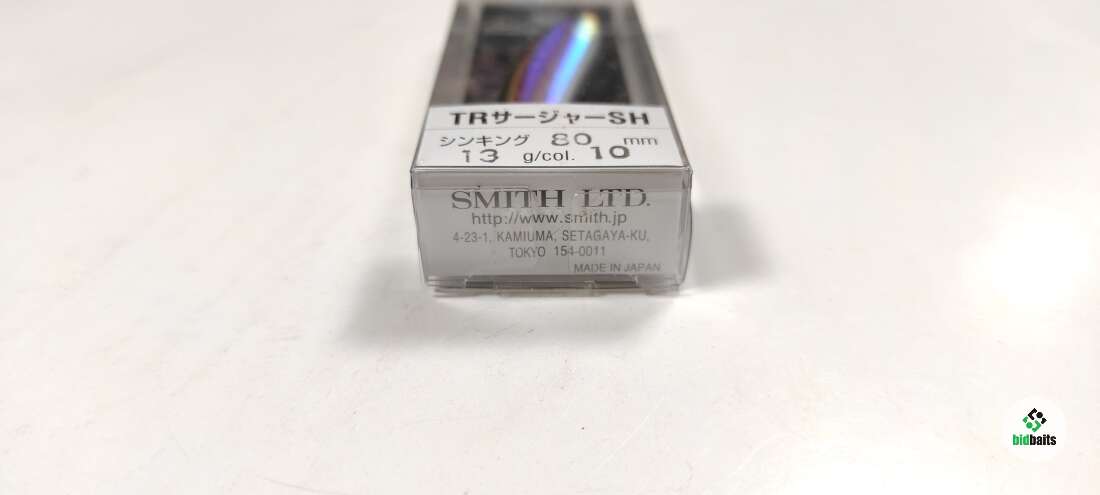 TRサージャーSH
シンキング 80 mm
13 g/col. 10
SMITH LTD.
http://www.smith.jp
4-23-1, KAMIUMA, SETAGAYA-KU,
TOKYO 154-0011
MADE IN JAPAN
bidbaits